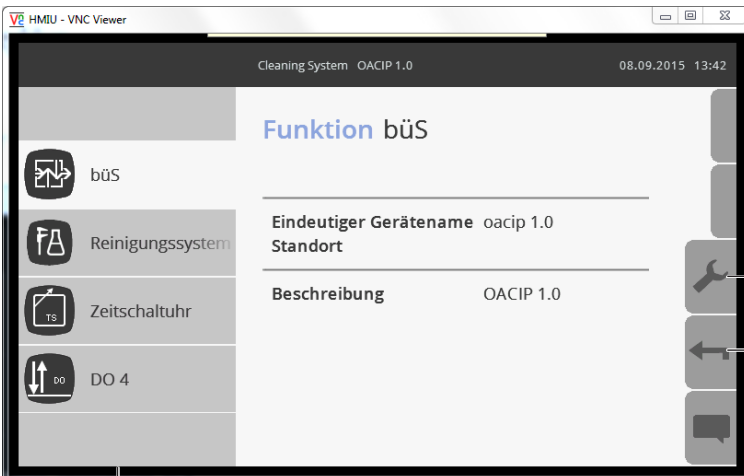 V2 HMIU - VNC Viewer
Cleaning System OACIP 1.0 08.09.2015 13:42
Funktion büS
büS
Eindeutiger Gerätename oacip 1.0
Standort
Reinigungssystem
Beschreibung OACIP 1.0
TS Zeitschaltuhr
DO DO 4